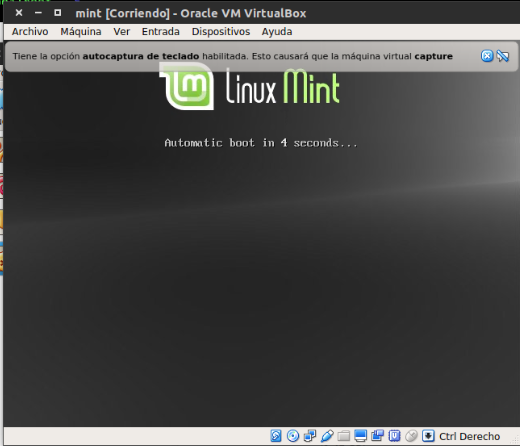 mint [Corriendo] - Oracle VM VirtualBox
Archivo Máquina Ver Entrada Dispositivos Ayuda
Tiene la opción autocaptura de teclado habilitada. Esto causará que la máquina virtual capture
Linux Mint
Automatic boot in 4 seconds...
Ctrl Derecho